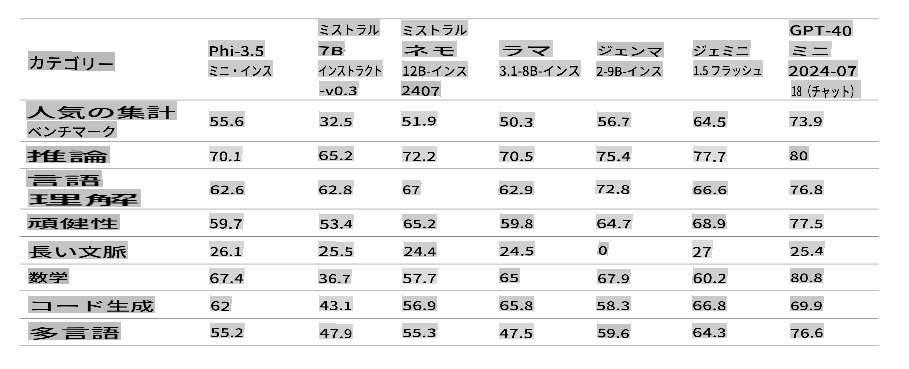 カテゴリー
Phi-3.5
ミニ・インス
ミストラル
7B
インストラクト
-v0.3
ミストラル
ネモ
12B-インス
2407
ラマ
3.1-8B-インス
ジェンマ
2-9B-インス
ジェミニ
1.5フラッシュ
GPT-40
ミニ
2024-07
18（チャット）
人気の集計
ベンチマーク
55.6 32.5 51.9 50.3 56.7 64.5 73.9
推論 70.1 65.2 72.2 70.5 75.4 77.7 80
言語
理解
62.6 62.8 67 62.9 72.8 66.6 76.8
頑健性 59.7 53.4 65.2 59.8 64.7 68.9 77.5
長い文脈 26.1 25.5 24.4 24.5 0 27 25.4
数学 67.4 36.7 57.7 65 67.9 60.2 80.8
コード生成 62 43.1 56.9 65.8 58.3 66.8 69.9
多言語 55.2 47.9 55.3 47.5 59.6 64.3 76.6